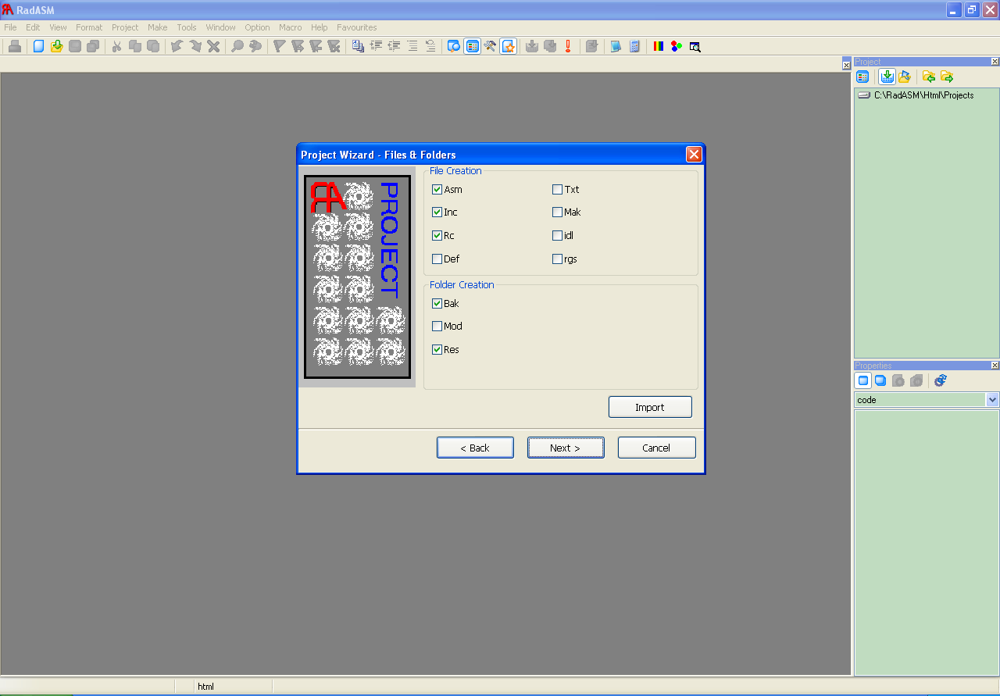 RadASM
File Edit View Format Project Make Tools Window Option Macro Help Favourites
Project
C:\RadASM\Html\Projects
Project Wizard - Files & Folders
RA
PROJECT
File Creation
Asm Txt
Inc Mak
Rc idl
Def rgs
Folder Creation
Bak
Mod
Res
Import
< Back Next > Cancel
Properties
code
html